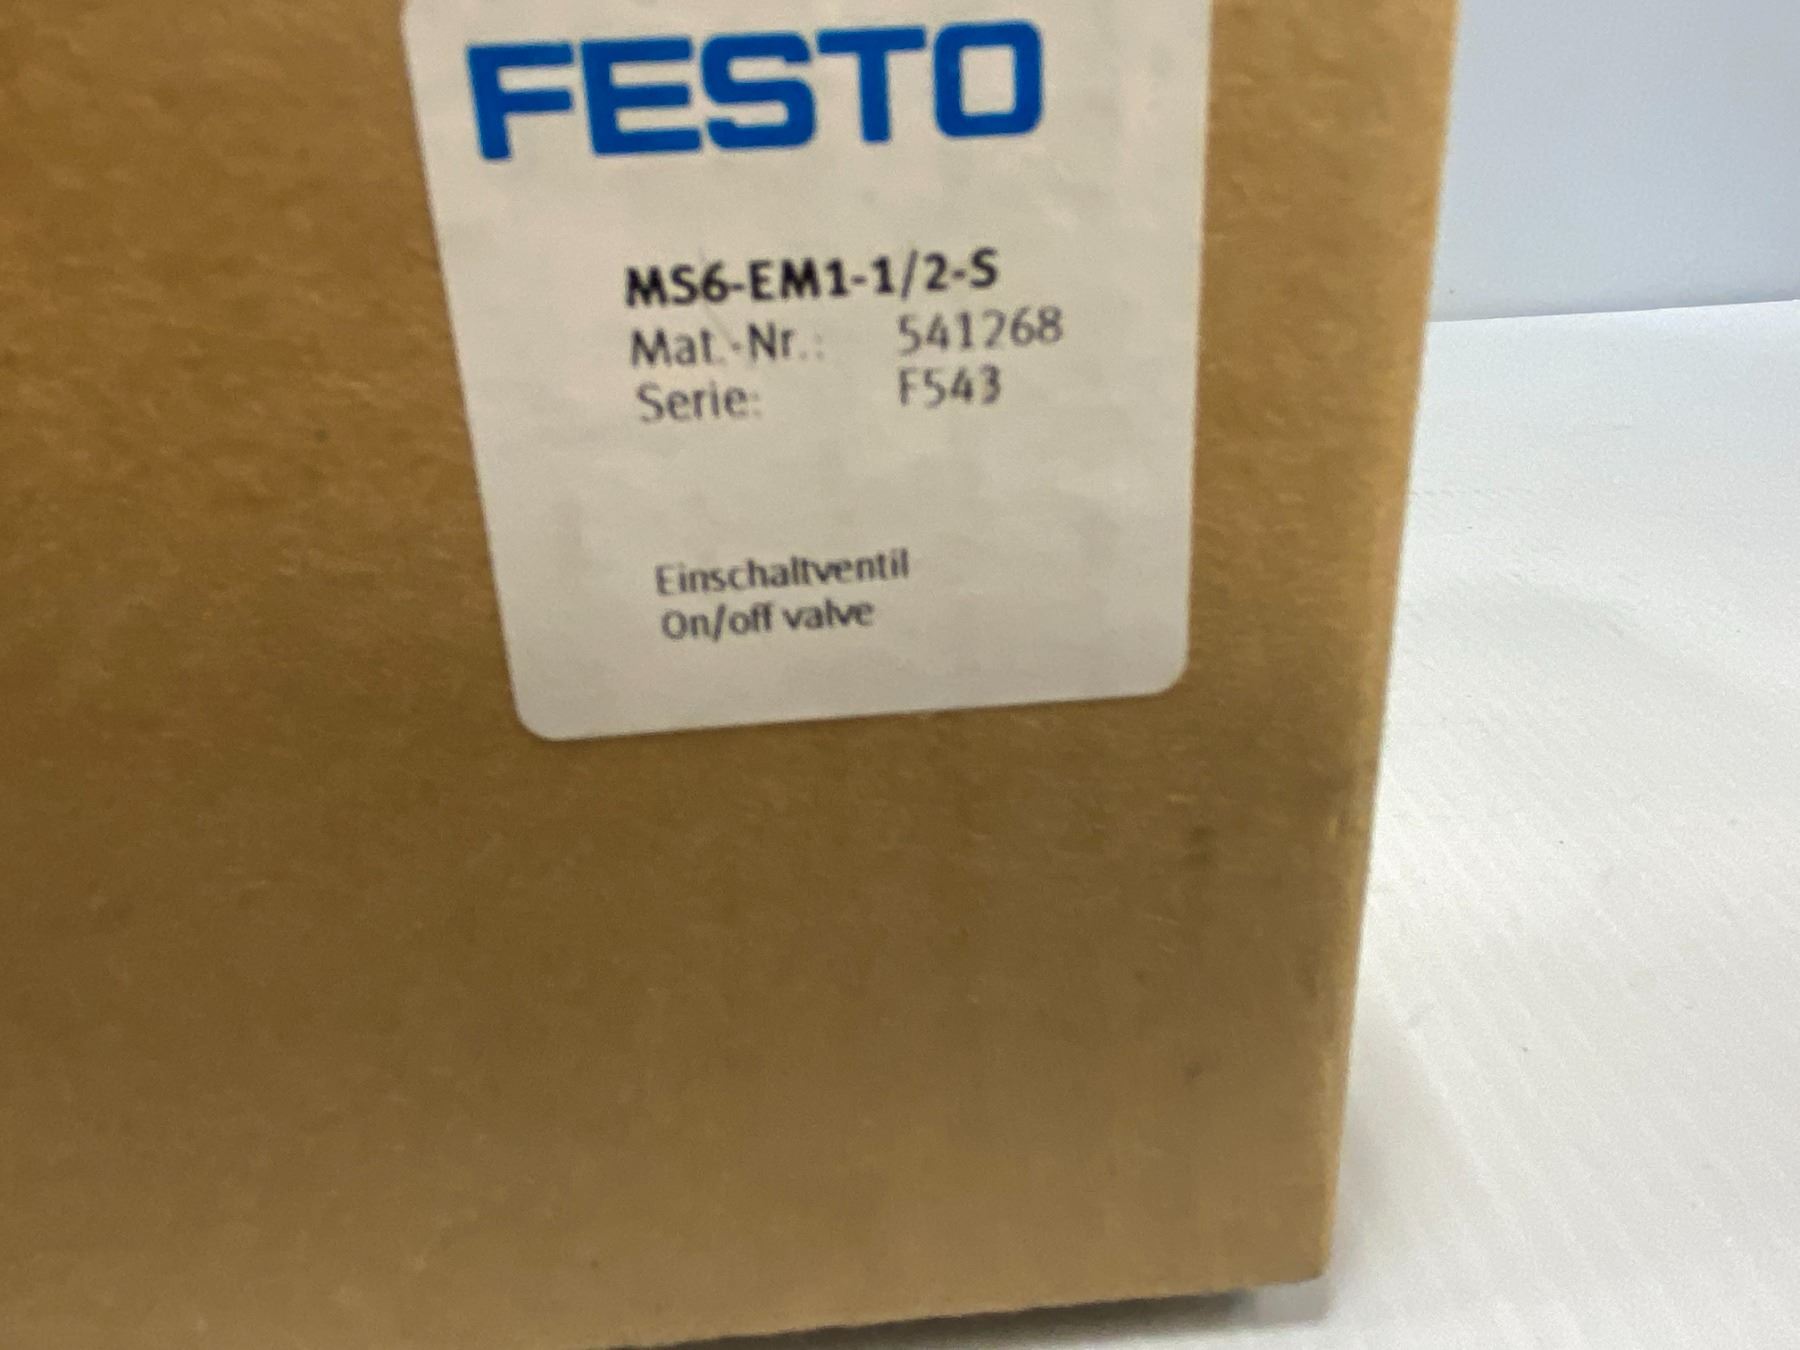 FESTO
MS6-EM1-1/2-S
Mat.-Nr.: 541268
Serie: F543
Einschaltventil
On/off valve